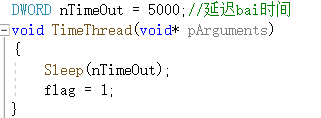 DWORD nTimeOut = 5000;//延迟bai时间
void TimeThread(void* pArguments)
{
Sleep(nTimeOut);
flag = 1;
}